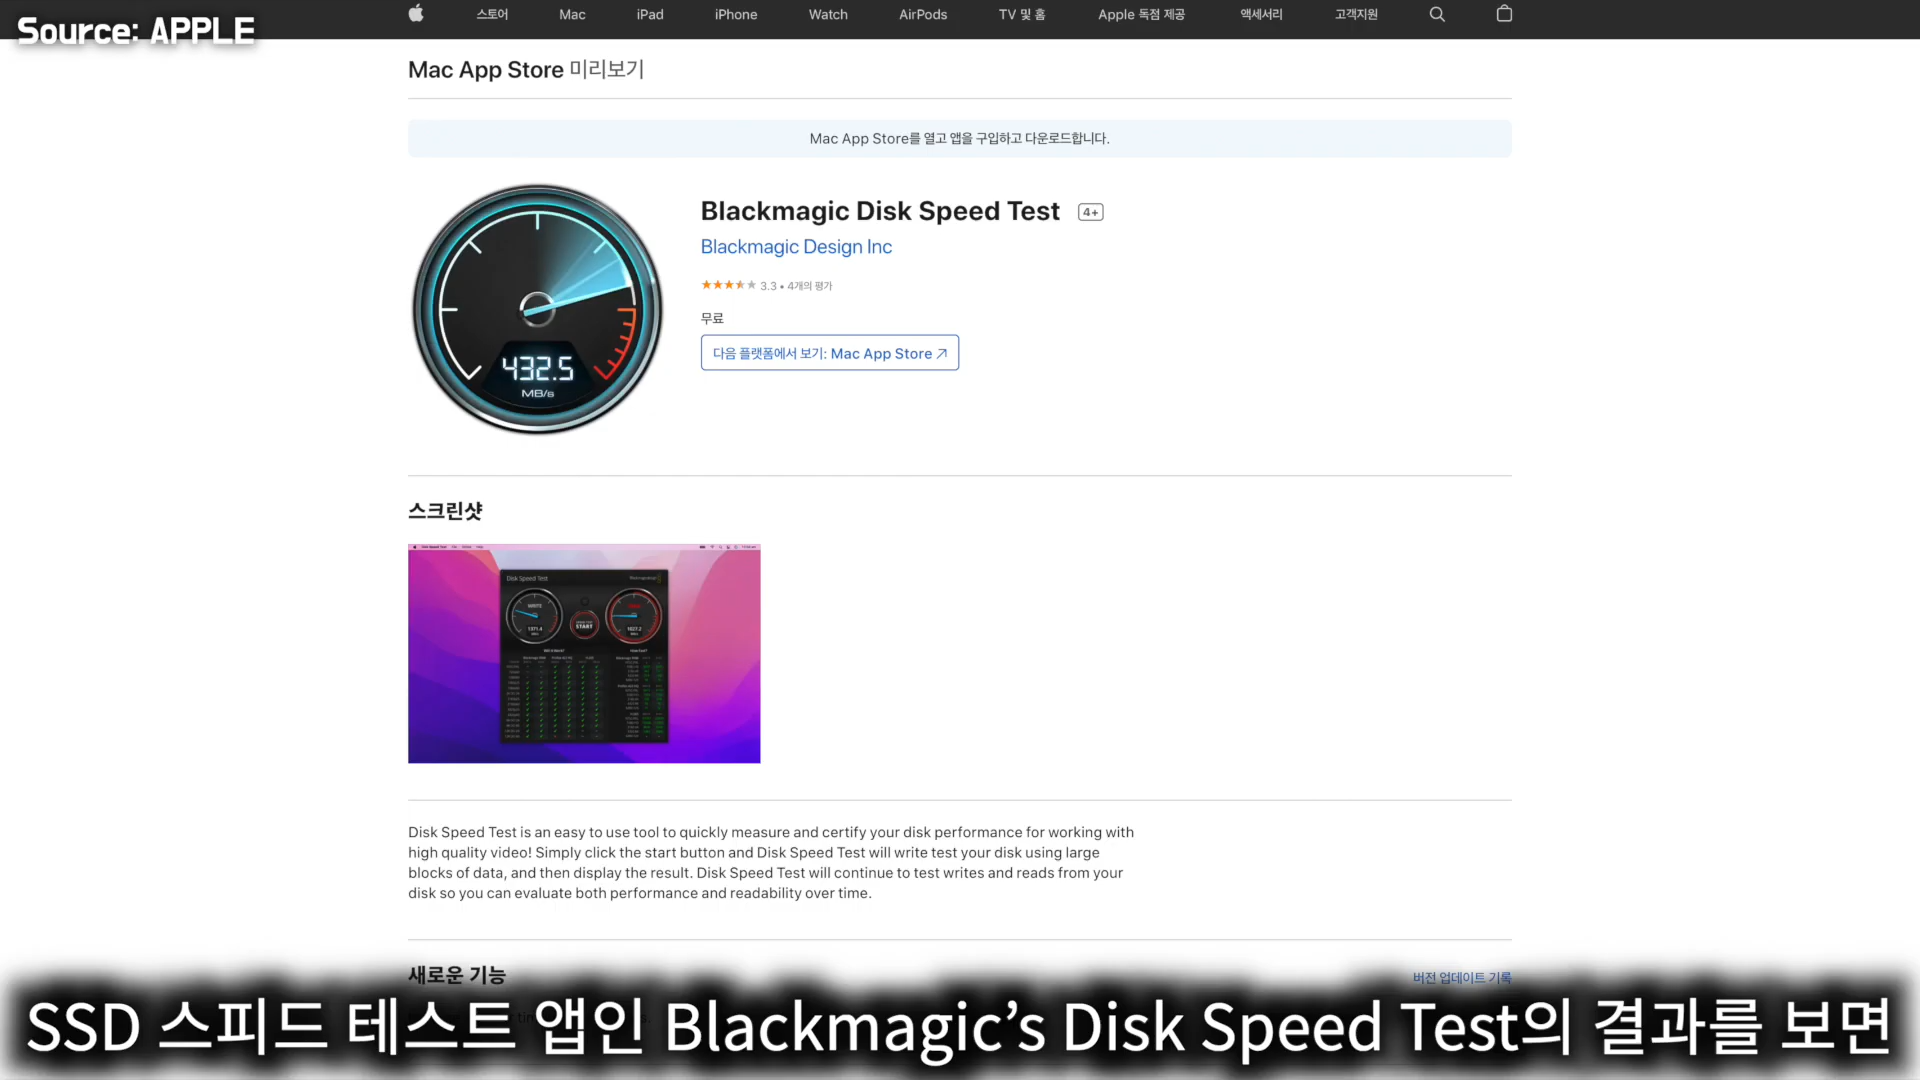 Source: APPLE
스토어 Mac iPad iPhone Watch AirPods TV 및 홈 Apple 독점 제공 액세서리 고객지원
Mac App Store 미리보기
Mac App Store를 열고 앱을 구입하고 다운로드합니다.
432.5
MB/s
Blackmagic Disk Speed Test 4+
Blackmagic Design Inc
3.3 • 4개의 평가
무료
다음 플랫폼에서 보기: Mac App Store ↗
스크린샷
Disk Speed Test
WRITE
START
Disk Speed Test is an easy to use tool to quickly measure and certify your disk performance for working with
high quality video! Simply click the start button and Disk Speed Test will write test your disk using large
blocks of data, and then display the result. Disk Speed Test will continue to test writes and reads from your
disk so you can evaluate both performance and readability over time.
새로운 기능
버전 업데이트 기록
SSD 스피드 테스트 앱인 Blackmagic’s Disk Speed Test의 결과를 보면